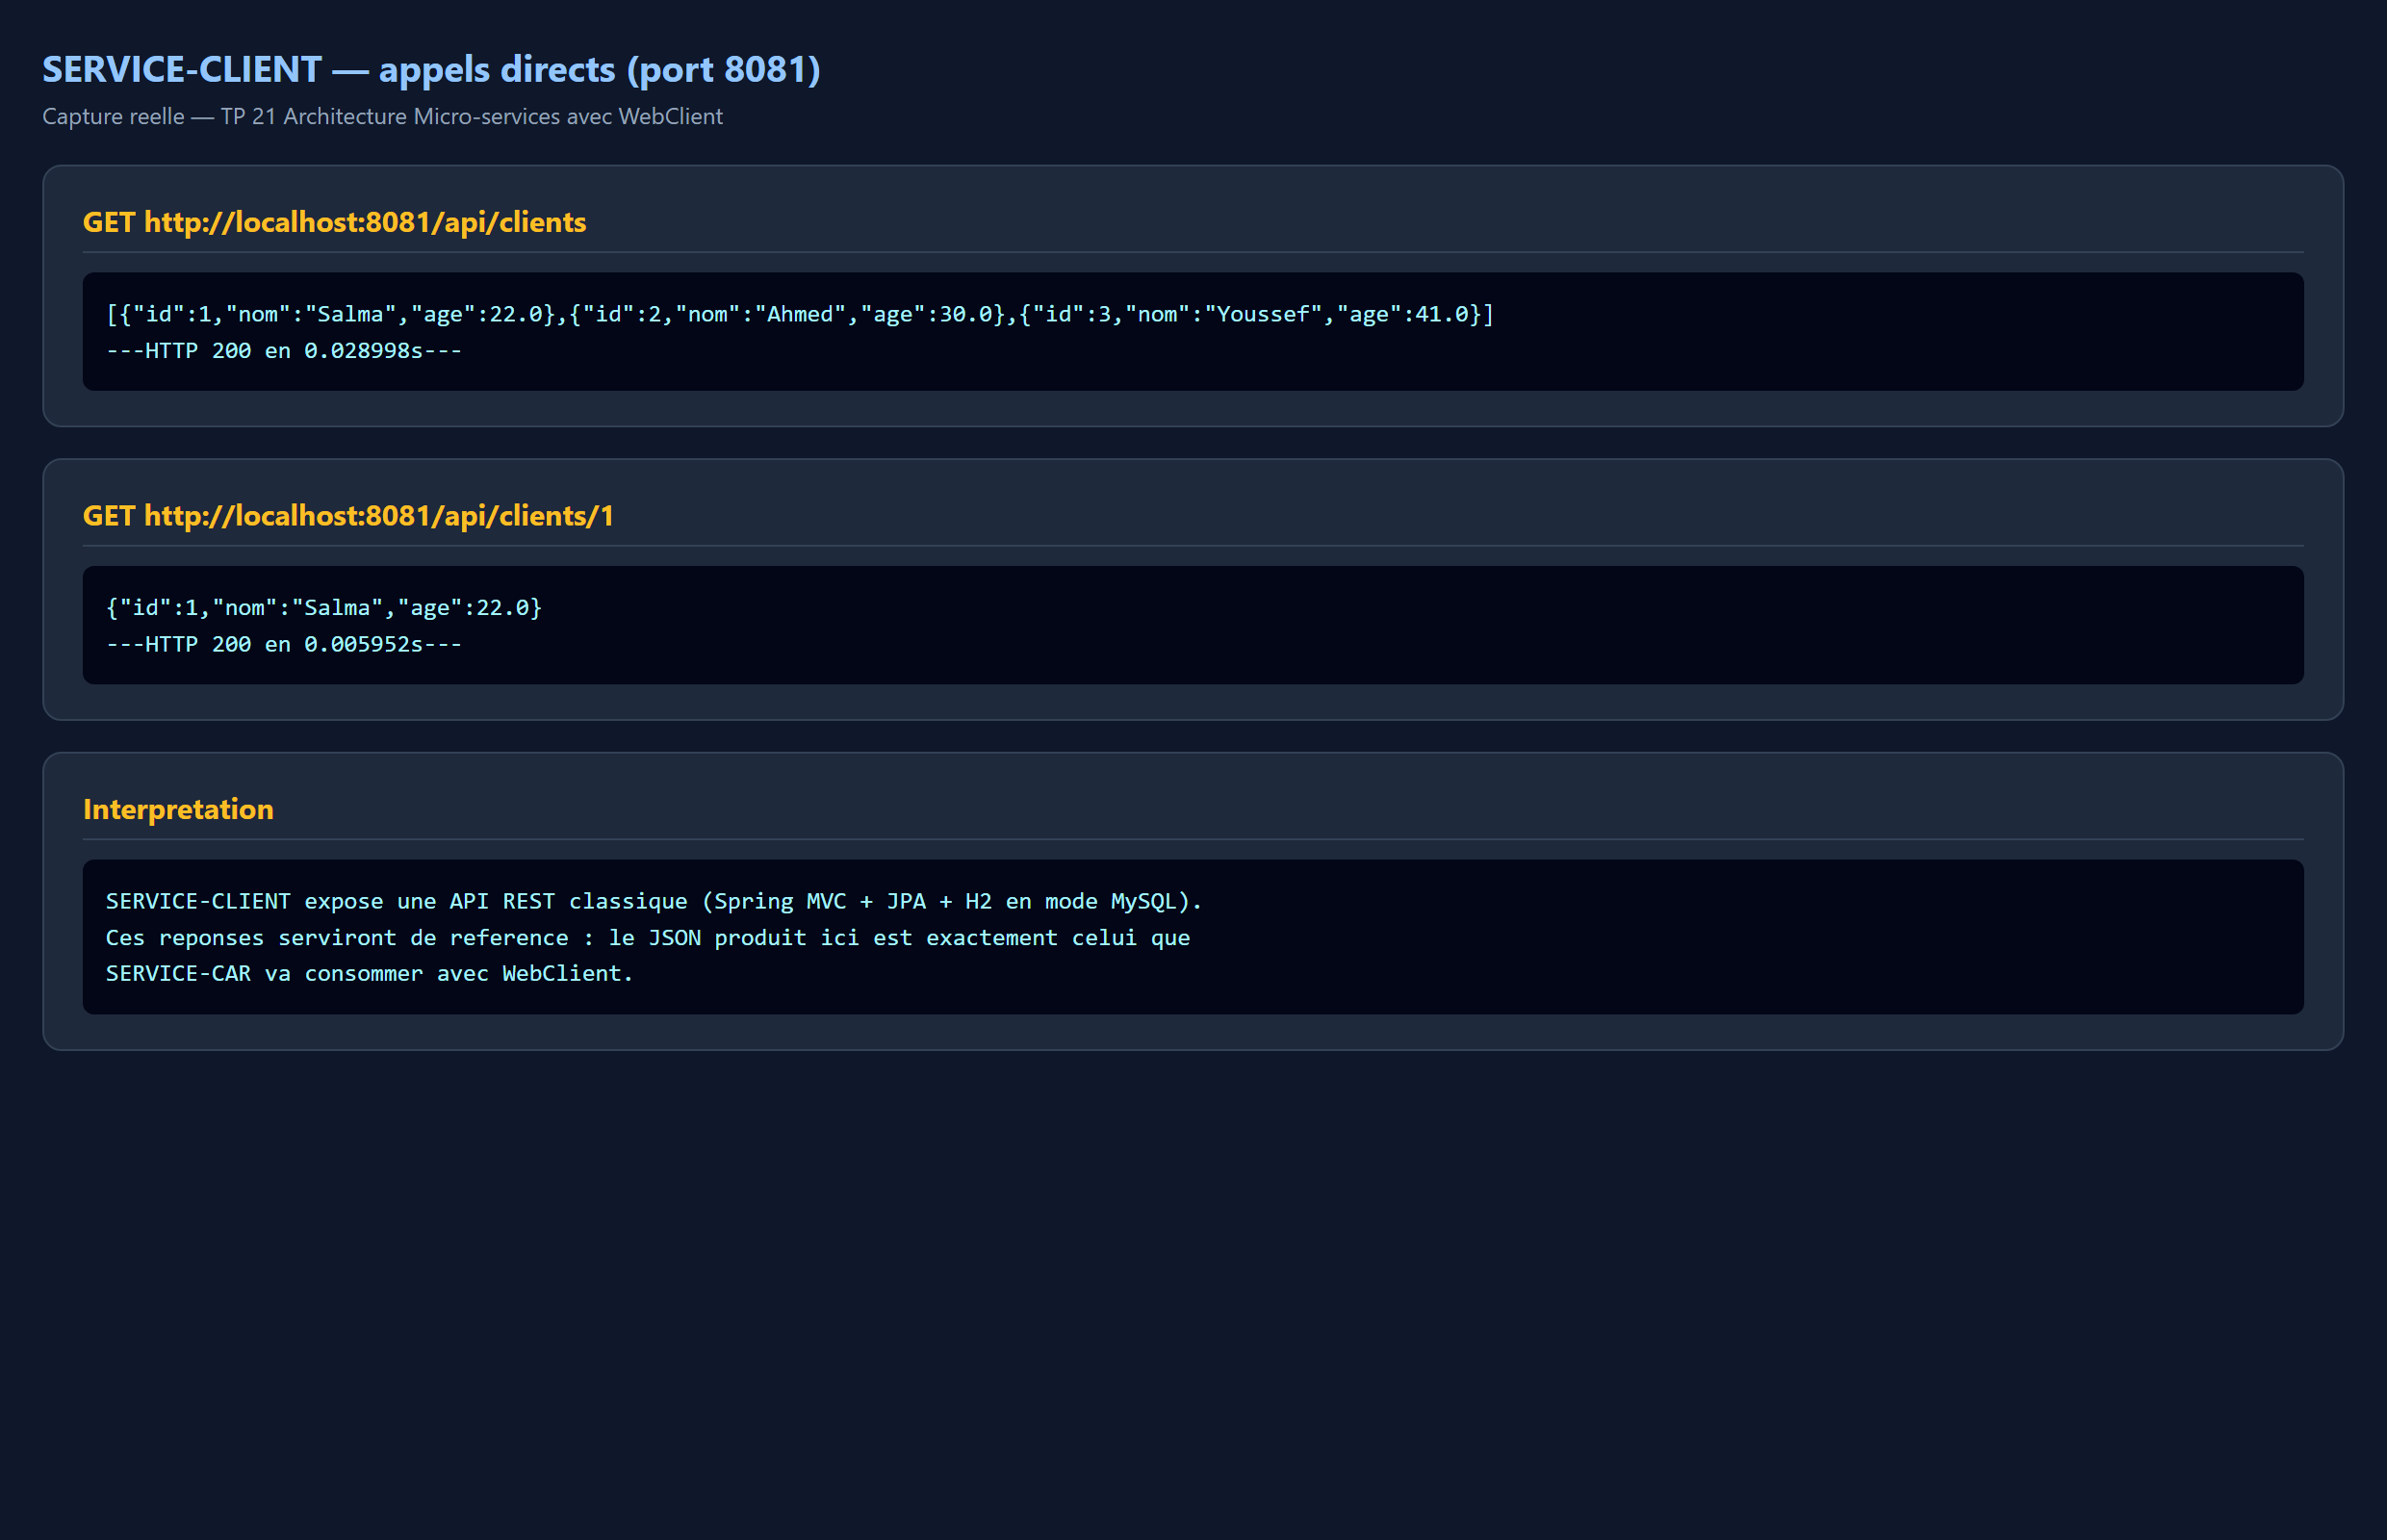 SERVICE-CLIENT — appels directs (port 8081)
Capture reelle — TP 21 Architecture Micro-services avec WebClient
GET http://localhost:8081/api/clients
[{"id":1,"nom":"Salma","age":22.0},{"id":2,"nom":"Ahmed","age":30.0},{"id":3,"nom":"Youssef","age":41.0}]
---HTTP 200 en 0.028998s---
GET http://localhost:8081/api/clients/1
{"id":1,"nom":"Salma","age":22.0}
---HTTP 200 en 0.005952s---
Interpretation
SERVICE-CLIENT expose une API REST classique (Spring MVC + JPA + H2 en mode MySQL).
Ces reponses serviront de reference : le JSON produit ici est exactement celui que
SERVICE-CAR va consommer avec WebClient.